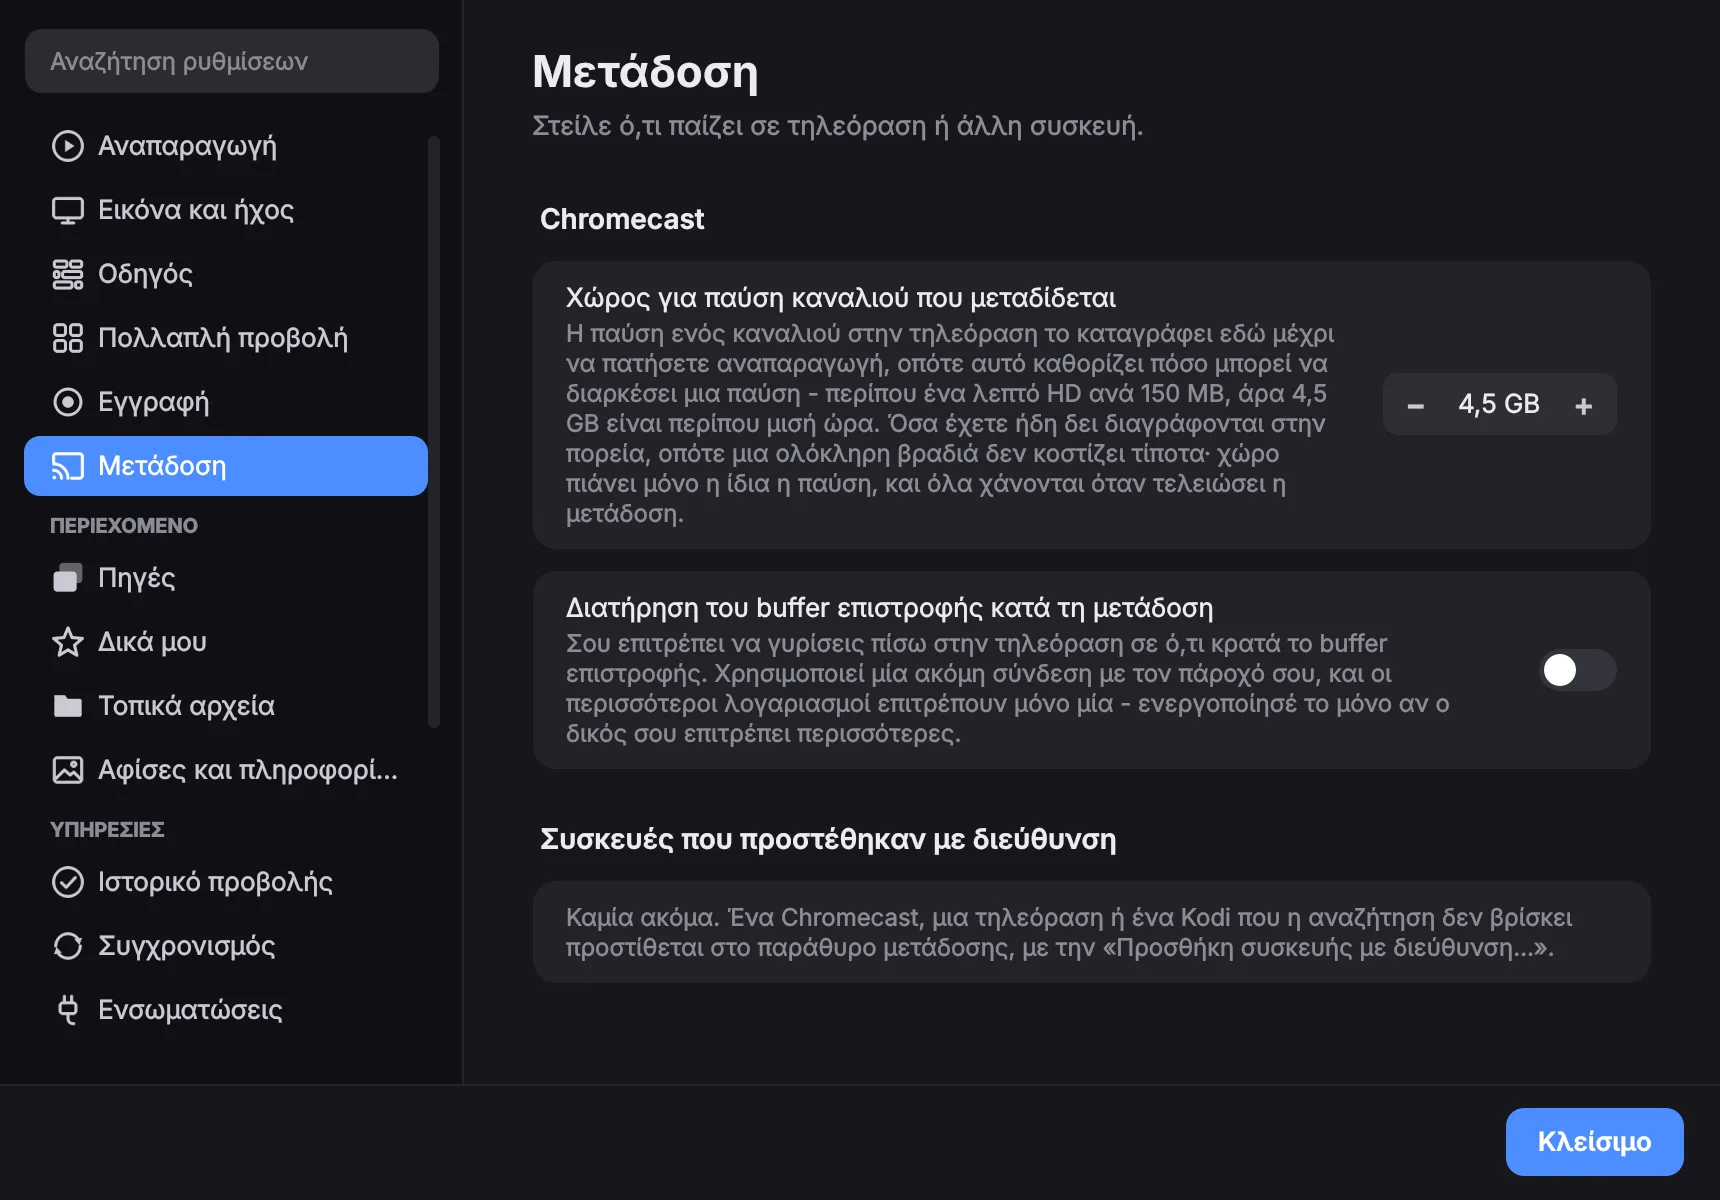 Αναζήτηση ρυθμίσεων
Αναπαραγωγή
Εικόνα και ήχος
Οδηγός
Πολλαπλή προβολή
Εγγραφή
Μετάδοση
ΠΕΡΙΕΧΟΜΕΝΟ
Πηγές
Δικά μου
Τοπικά αρχεία
Αφίσες και πληροφορί...
ΥΠΗΡΕΣΙΕΣ
Ιστορικό προβολής
Συγχρονισμός
Ενσωματώσεις
Μετάδοση
Στείλε ό,τι παίζει σε τηλεόραση ή άλλη συσκευή.
Chromecast
Χώρος για παύση καναλιού που μεταδίδεται
Η παύση ενός καναλιού στην τηλεόραση το καταγράφει εδώ μέχρι
να πατήσετε αναπαραγωγή, οπότε αυτό καθορίζει πόσο μπορεί να
διαρκέσει μια παύση - περίπου ένα λεπτό HD ανά 150 MB, άρα 4,5
GB είναι περίπου μισή ώρα. Όσα έχετε ήδη δει διαγράφονται στην
πορεία, οπότε μια ολόκληρη βραδιά δεν κοστίζει τίποτα· χώρο
πιάνει μόνο η ίδια η παύση, και όλα χάνονται όταν τελειώσει η
μετάδοση.
− 4,5 GB +
Διατήρηση του buffer επιστροφής κατά τη μετάδοση
Σου επιτρέπει να γυρίσεις πίσω στην τηλεόραση σε ό,τι κρατά το buffer
επιστροφής. Χρησιμοποιεί μία ακόμη σύνδεση με τον πάροχό σου, και οι
περισσότεροι λογαριασμοί επιτρέπουν μόνο μία - ενεργοποίησέ το μόνο αν ο
δικός σου επιτρέπει περισσότερες.
Συσκευές που προστέθηκαν με διεύθυνση
Καμία ακόμα. Ένα Chromecast, μια τηλεόραση ή ένα Kodi που η αναζήτηση δεν βρίσκει
προστίθεται στο παράθυρο μετάδοσης, με την «Προσθήκη συσκευής με διεύθυνση...».
Κλείσιμο